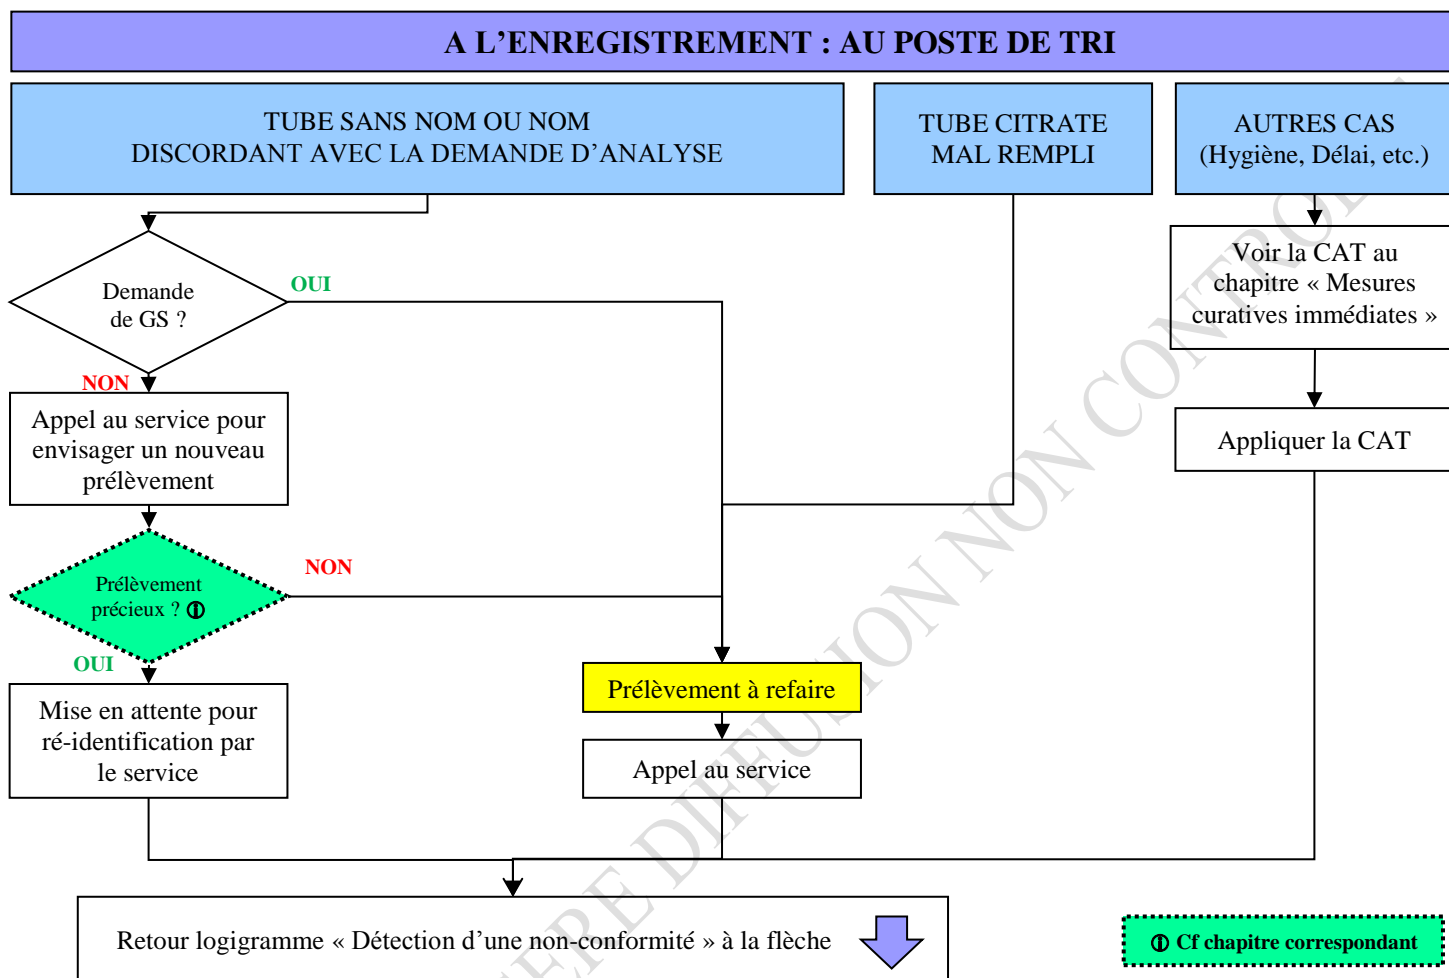 A L’ENREGISTREMENT : AU POSTE DE TRI
TUBE SANS NOM OU NOM
DISCORDANT AVEC LA DEMANDE D’ANALYSE
TUBE CITRATE
MAL REMPLI
AUTRES CAS
(Hygiène, Délai, etc.)
Demande
de GS ?
OUI
NON
Voir la CAT au
chapitre « Mesures
curatives immédiates »
Appel au service pour
envisager un nouveau
prélèvement
Appliquer la CAT
Prélèvement
précieux ? ①
NON
OUI
Prélèvement à refaire
Mise en attente pour
ré-identification par
le service
Appel au service
Retour logigramme « Détection d’une non-conformité » à la flèche
① Cf chapitre correspondant
DIFFUSION NON